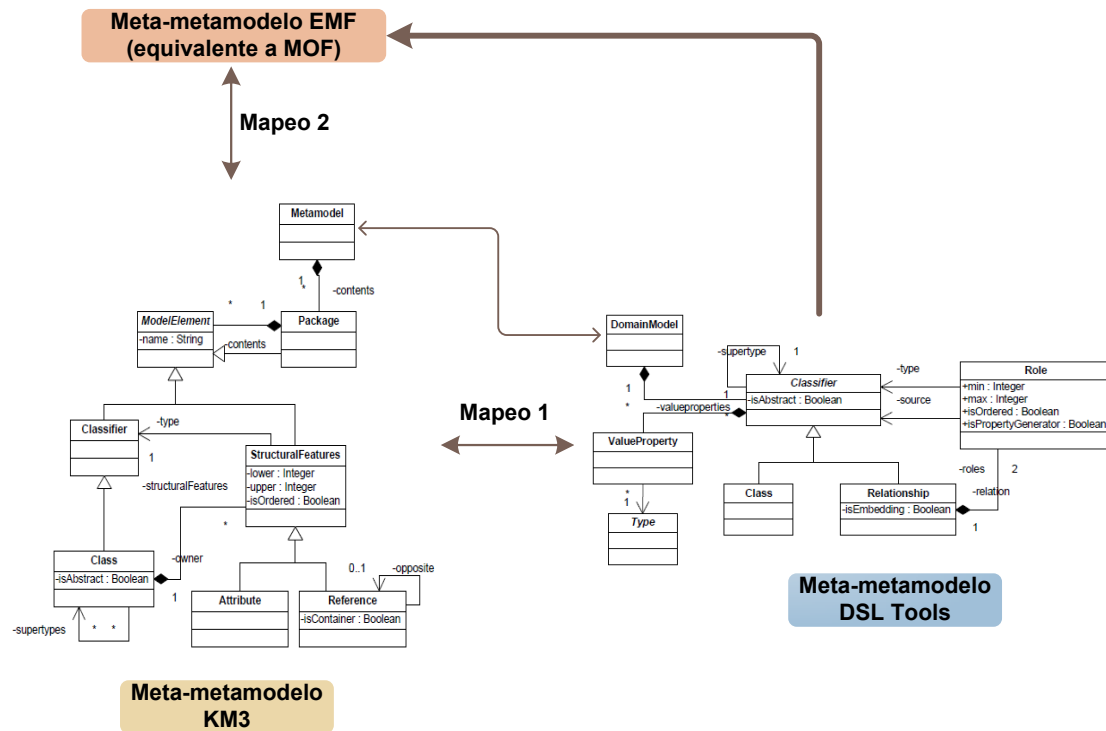 Meta-metamodelo EMF
(equivalente a MOF)
Mapeo 2
Metamodel
1
*
-contents
*
1
ModelElement
-name : String
Package
-contents
Classifier
-type
1
StructuralFeatures
-lower : Integer
-upper : Integer
-isOrdered : Boolean
-structuralFeatures
*
Class
-isAbstract : Boolean
-owner
1
-supertypes
*
*
Attribute
0..1
-opposite
Reference
-isContainer : Boolean
Meta-metamodelo
KM3
Mapeo 1
DomainModel
-supertype
1
Classifier
-isAbstract : Boolean
1
1
*
-valueproperties
*
ValueProperty
*
1
Type
-type
-source
Role
+min : Integer
+max : Integer
+isOrdered : Boolean
+isPropertyGenerator : Boolean
-roles
2
-relation
1
Class
Relationship
-isEmbedding : Boolean
Meta-metamodelo
DSL Tools